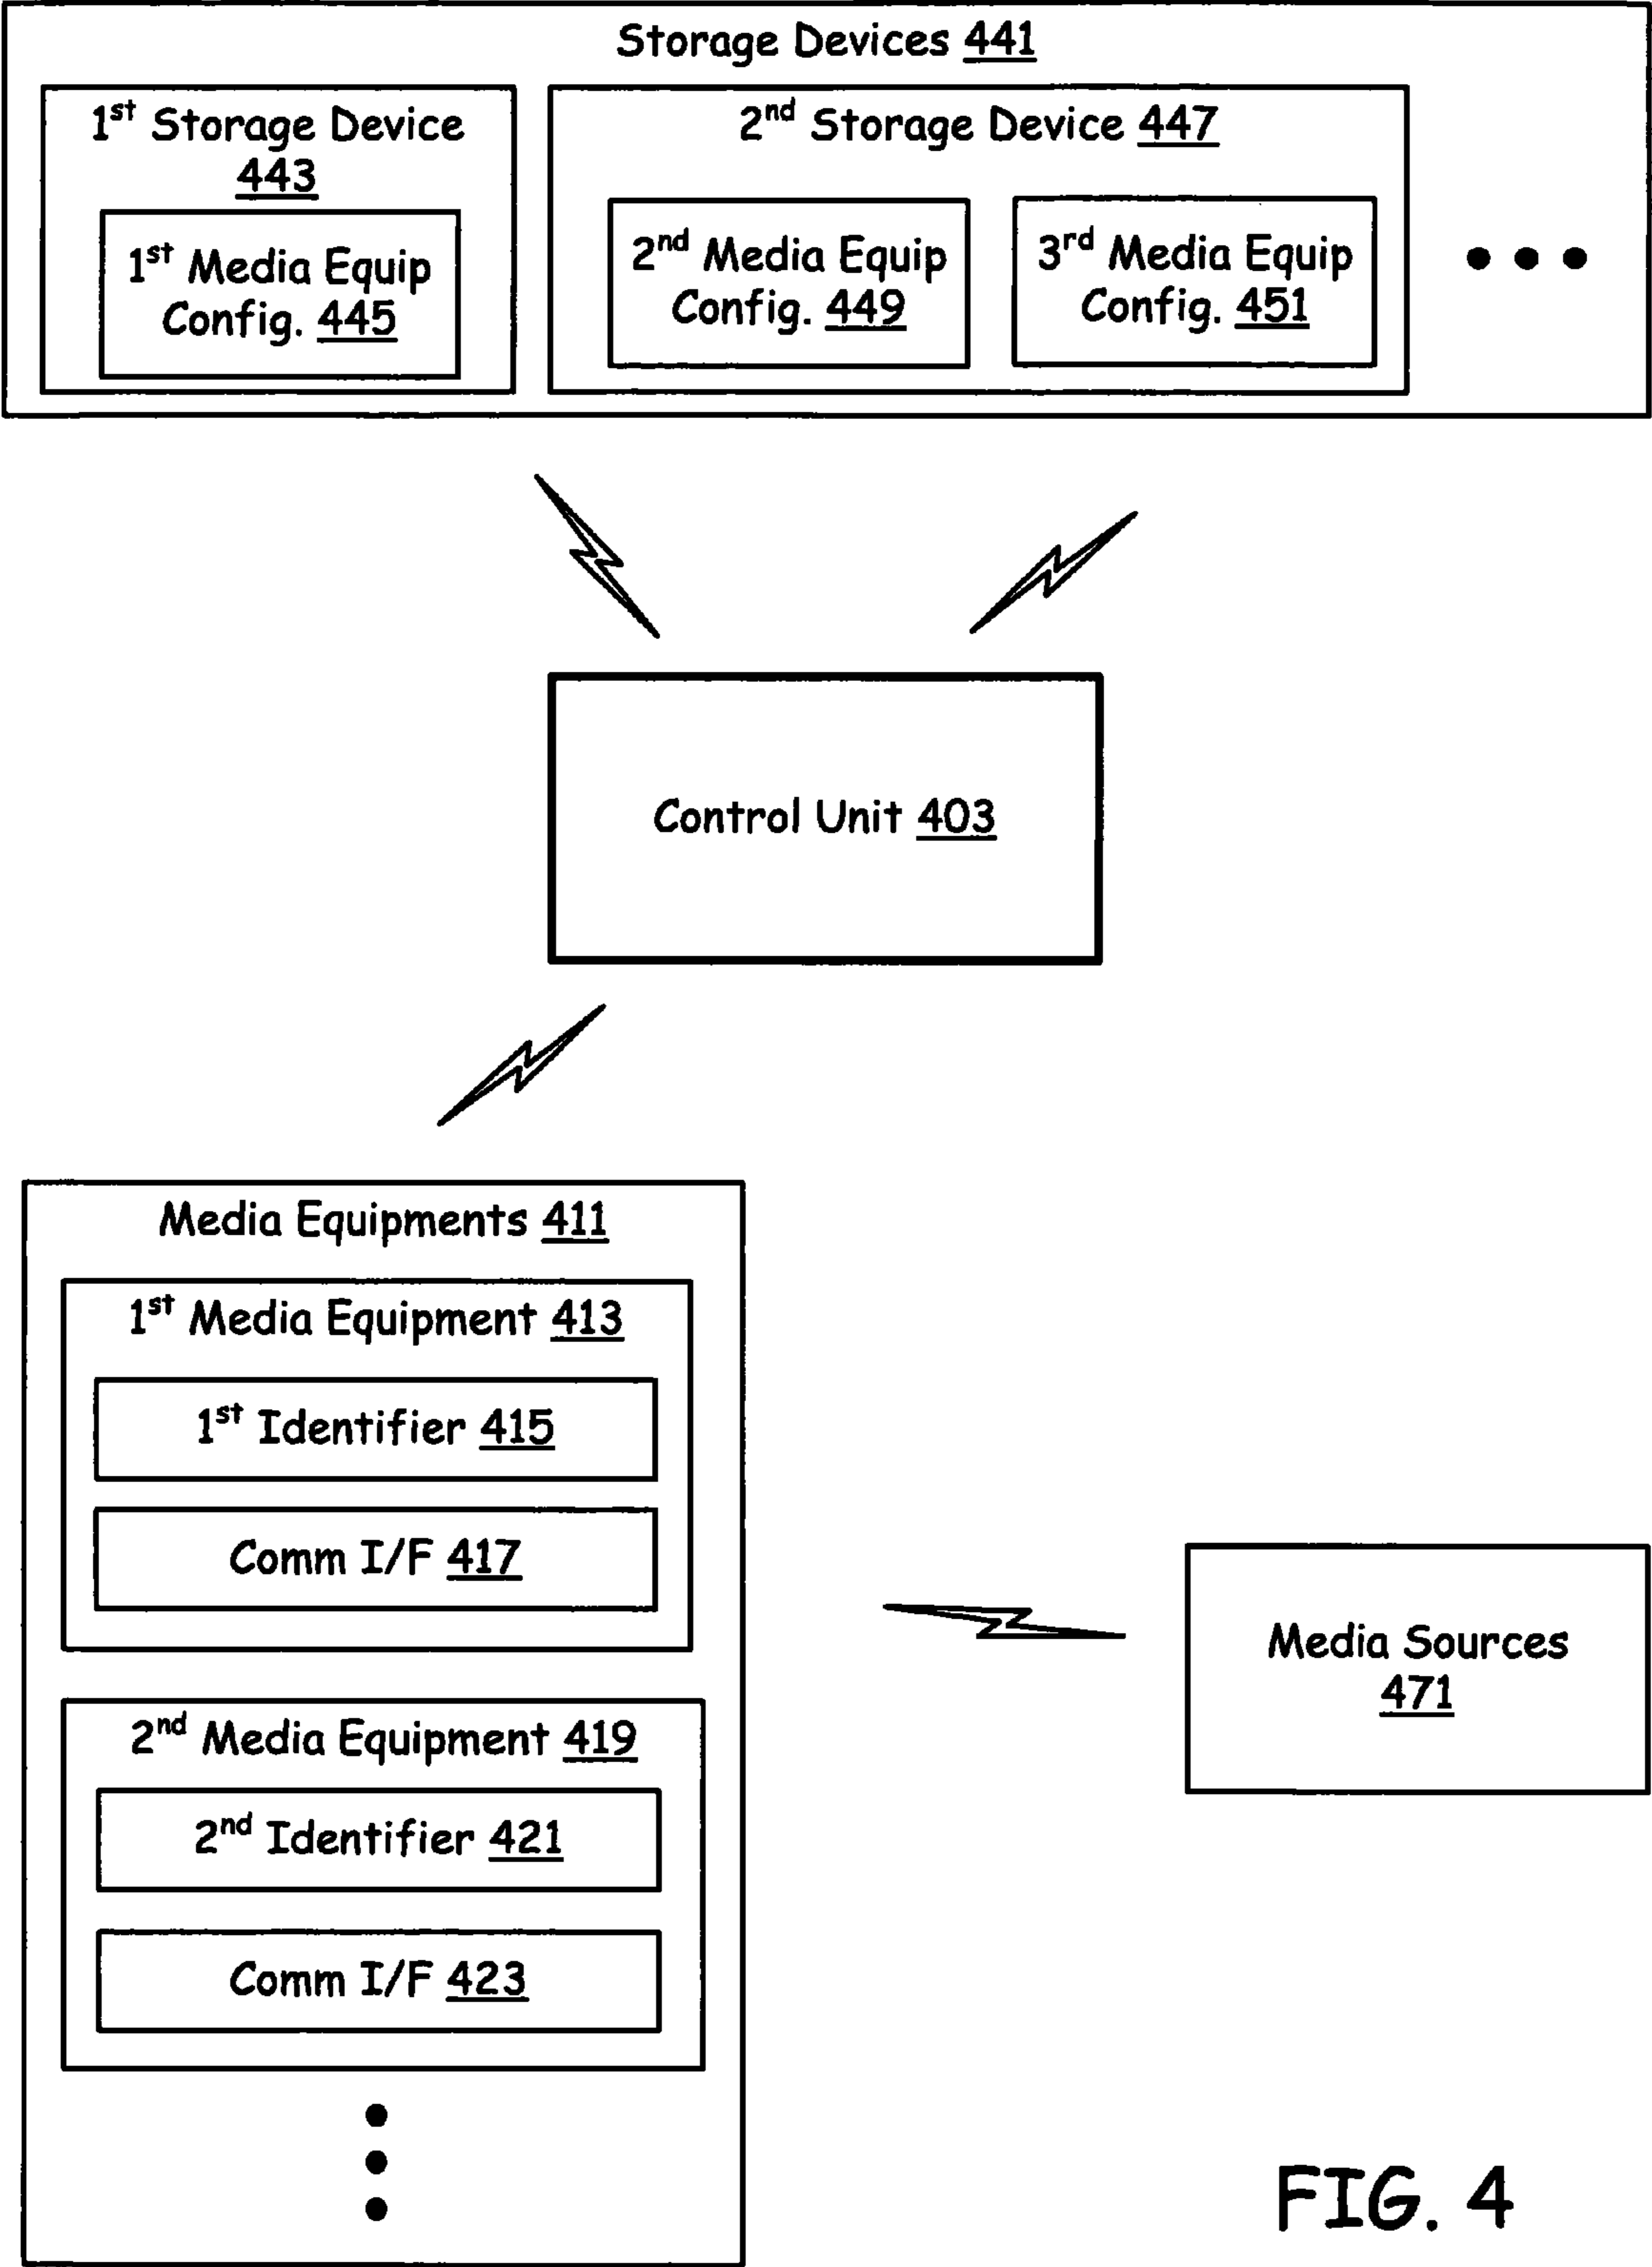 Storage Devices 441
1st Storage Device
443
1st Media Equip
Config. 445
2nd Storage Device 447
2nd Media Equip
Config. 449
3rd Media Equip
Config. 451
Control Unit 403
Media Equipments 411
1st Media Equipment 413
1st Identifier 415
Comm I/F 417
2nd Media Equipment 419
2nd Identifier 421
Comm I/F 423
Media Sources
471
FIG. 4